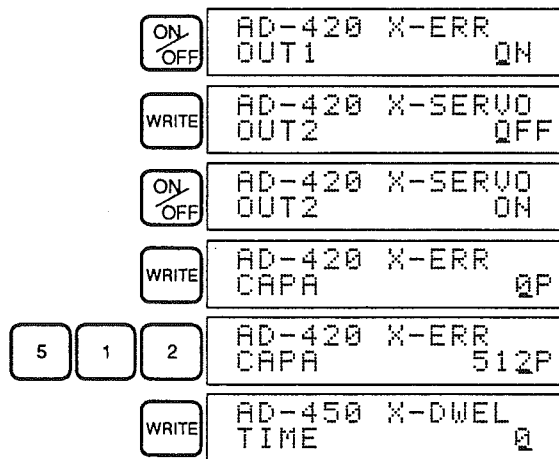 ON/OFF
AD-420 X-ERR
OUT1 ON
WRITE
AD-420 X-SERVO
OUT2 OFF
ON/OFF
AD-420 X-SERVO
OUT2 ON
WRITE
AD-420 X-ERR
CAPA 0P
5 1 2
AD-420 X-ERR
CAPA 512P
WRITE
AD-450 X-DWEL
TIME 0